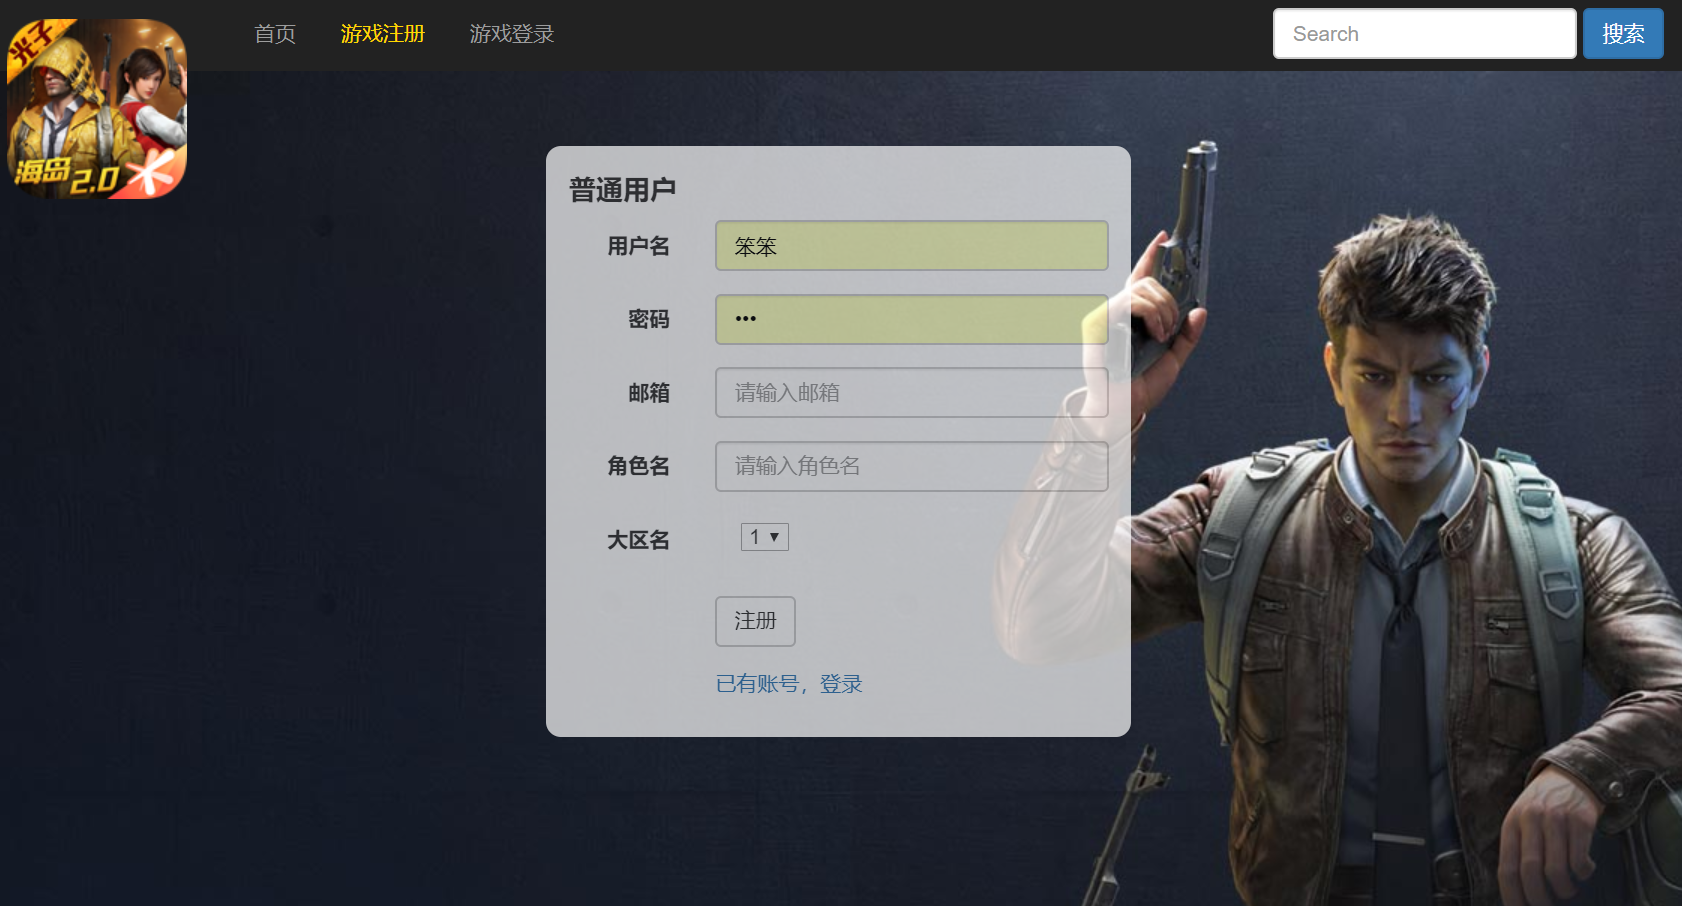 首页 游戏注册 游戏登录 Search 搜索
光子
海岛2.0
普通用户
用户名 笨笨
密码 •••
邮箱 请输入邮箱
角色名 请输入角色名
大区名 1
注册
已有账号，登录